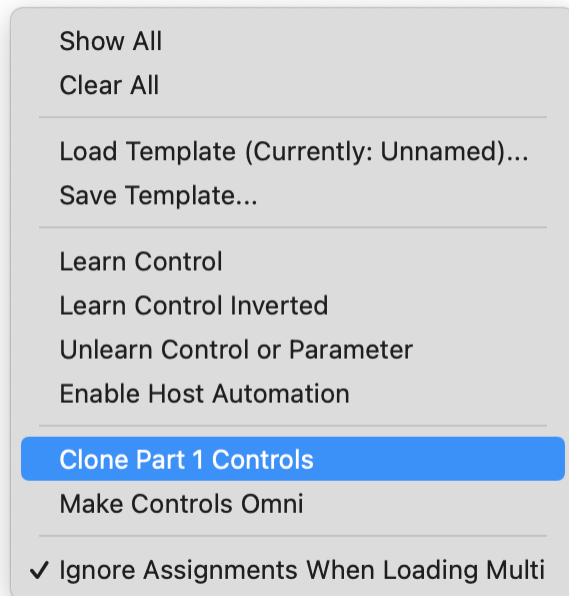 Show All
Clear All
Load Template (Currently: Unnamed)...
Save Template...
Learn Control
Learn Control Inverted
Unlearn Control or Parameter
Enable Host Automation
Clone Part 1 Controls
Make Controls Omni
✓ Ignore Assignments When Loading Multi